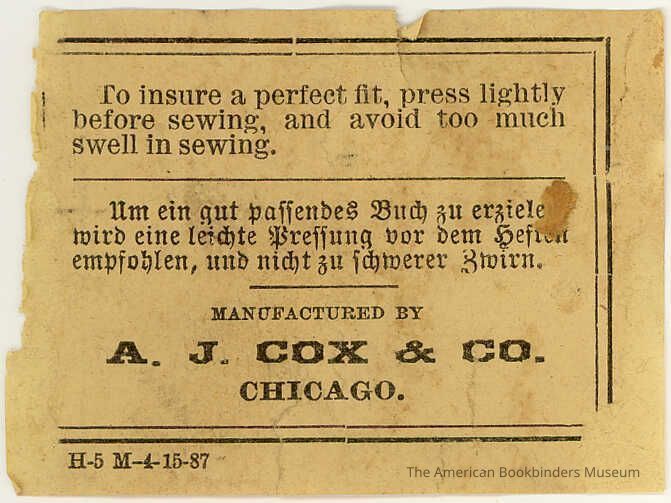 To insure a perfect fit, press lightly
before sewing, and avoid too much
swell in sewing.
Um ein gut passendes Buch zu erziele
wird eine leichte Pressung vor dem Heften
empfohlen, und nicht zu schwerer Zwirn.
MANUFACTURED BY
A. J. COX & CO.
CHICAGO.
H-5 M-4-15-87
The American Bookbinders Museum